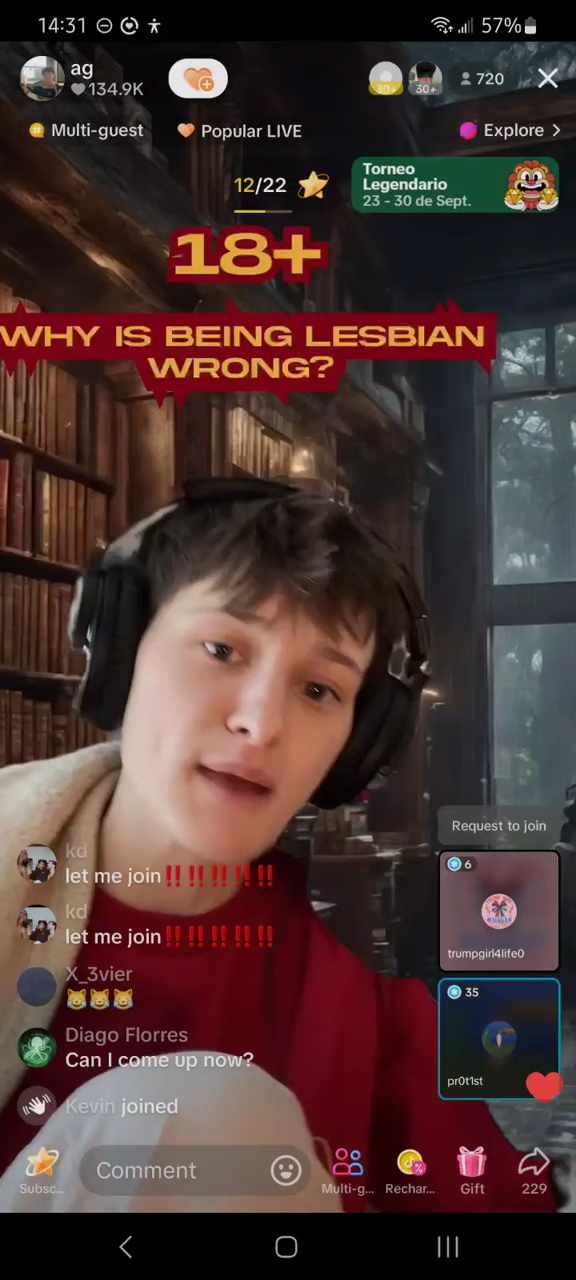 14:31
57%
ag
134.9K
30+
30+
720
Multi-guest
Popular LIVE
Explore >
12/22
Torneo
Legendario
23 - 30 de Sept.
18+
WHY IS BEING LESBIAN
WRONG?
Request to join
kd
let me join‼️‼️‼️‼️‼️
6
trumpgirl4life0
kd
let me join‼️‼️‼️‼️‼️
X_3vier
😹😹😹
35
pr0t1st
Diago Florres
Can I come up now?
Kevin joined
Comment
Subsc...
Multi-g...
Rechar...
Gift
229